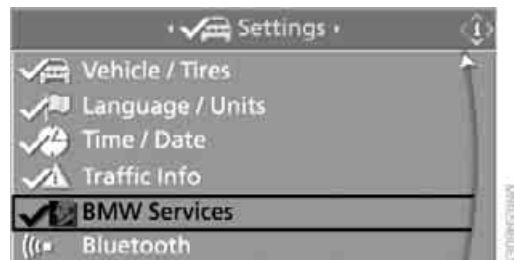 Settings
Vehicle / Tires
Language / Units
Time / Date
Traffic Info
BMW Services
Bluetooth